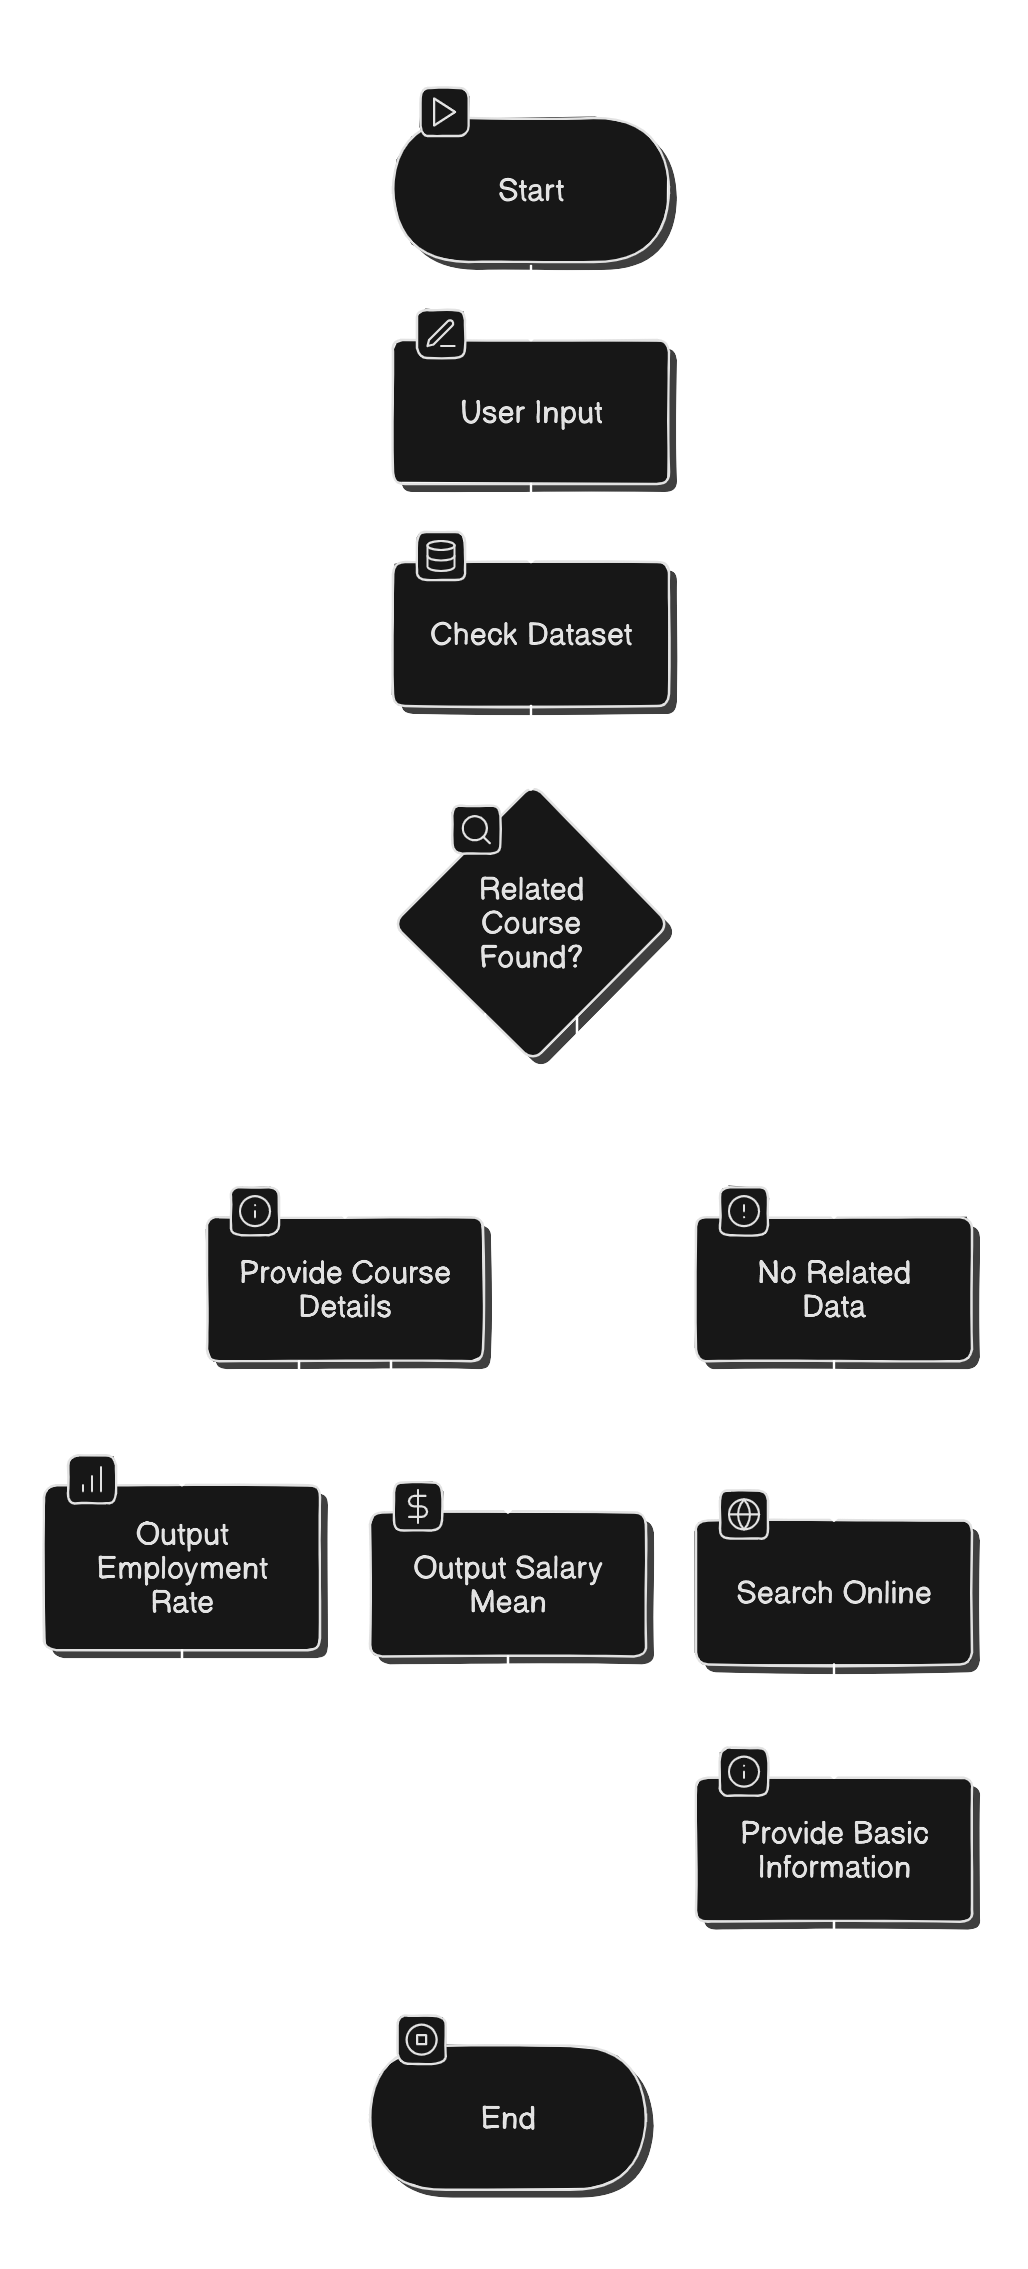 Start
User Input
Check Dataset
Related
Course
Found?
Provide Course
Details
No Related
Data
Output
Employment
Rate
Output Salary
Mean
Search Online
Provide Basic
Information
End